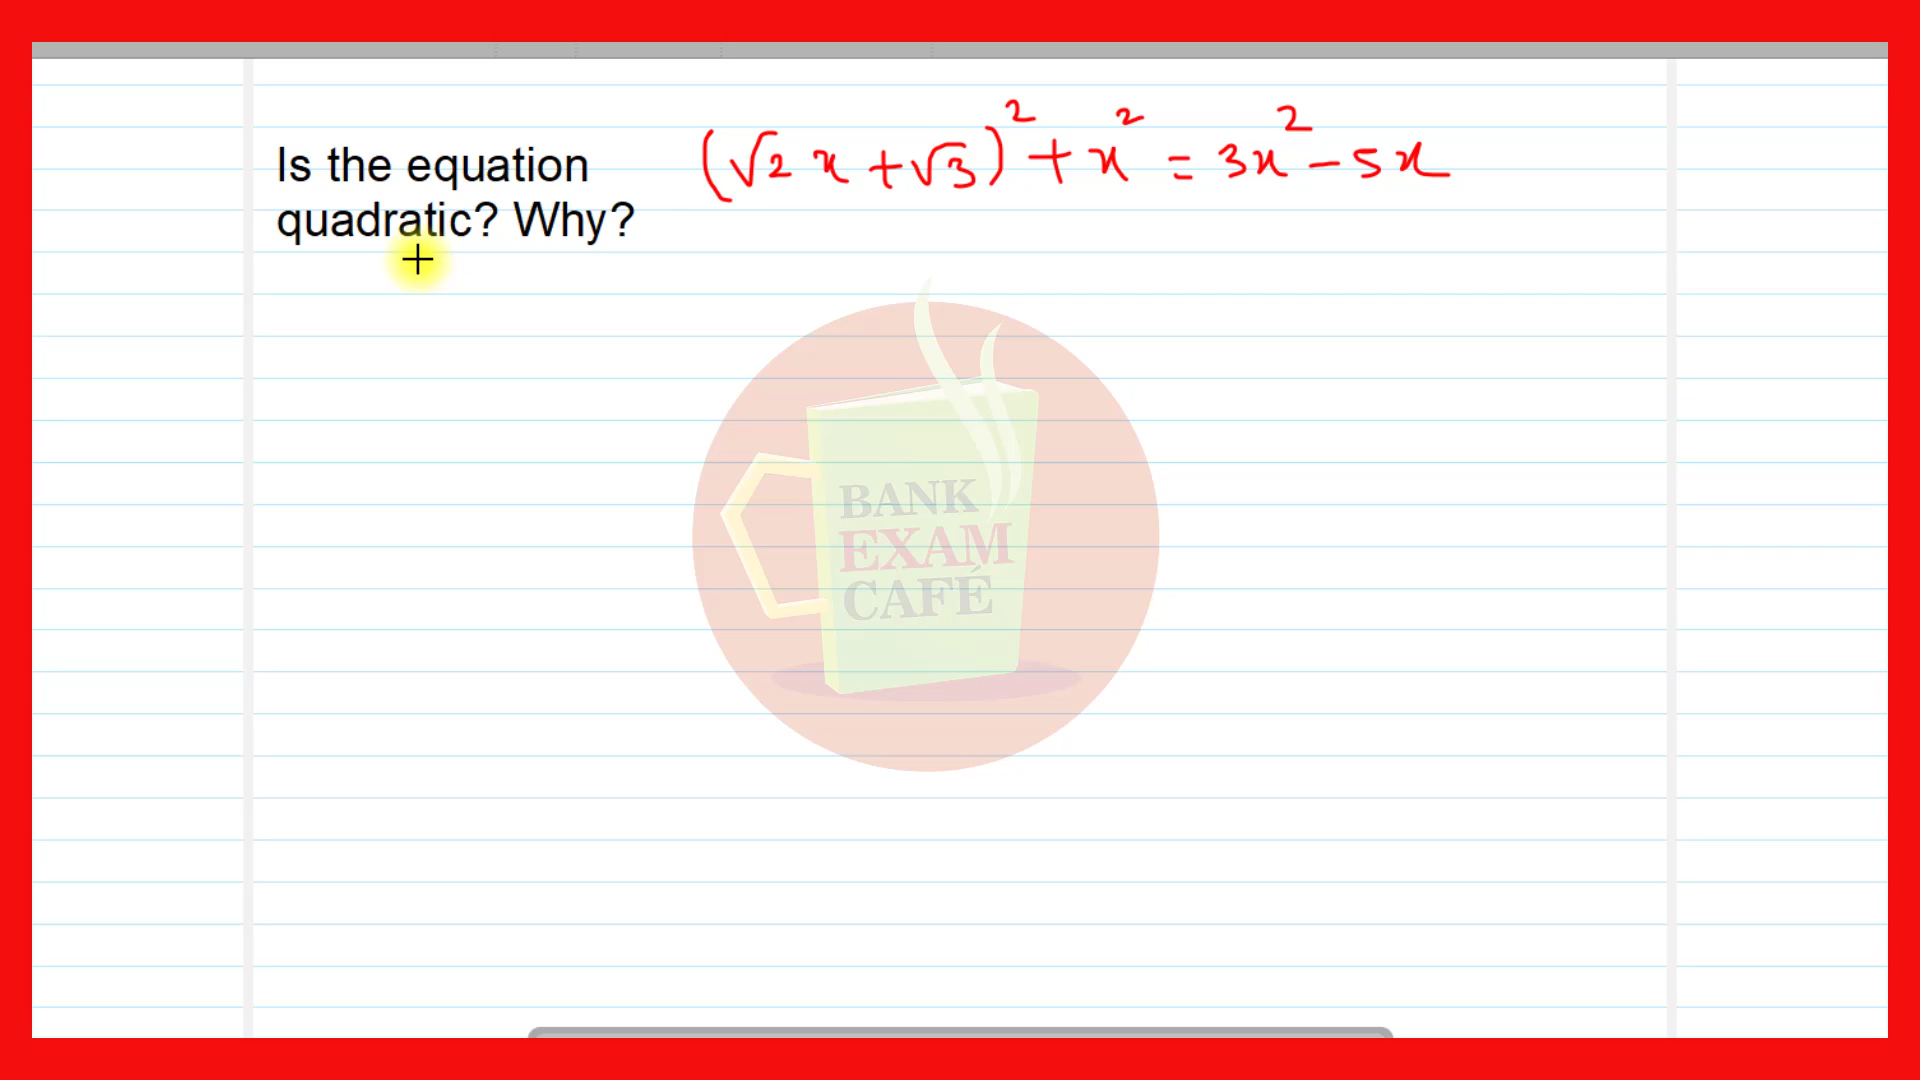 Is the equation
quadratic? Why?
(√2 x + √3)² + x² = 3x² - 5x
BANK
EXAM
CAFÉ